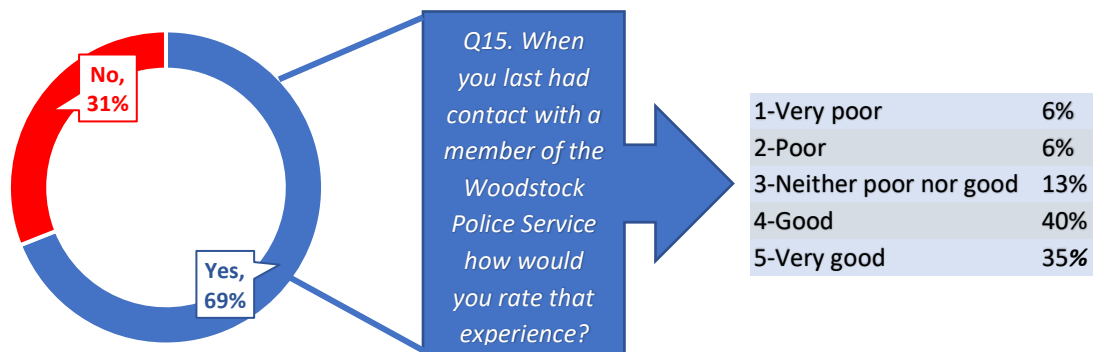 No,
31%
Yes,
69%
Q15. When
you last had
contact with a
member of the
Woodstock
Police Service
how would
you rate that
experience?
1-Very poor 6%
2-Poor 6%
3-Neither poor nor good 13%
4-Good 40%
5-Very good 35%